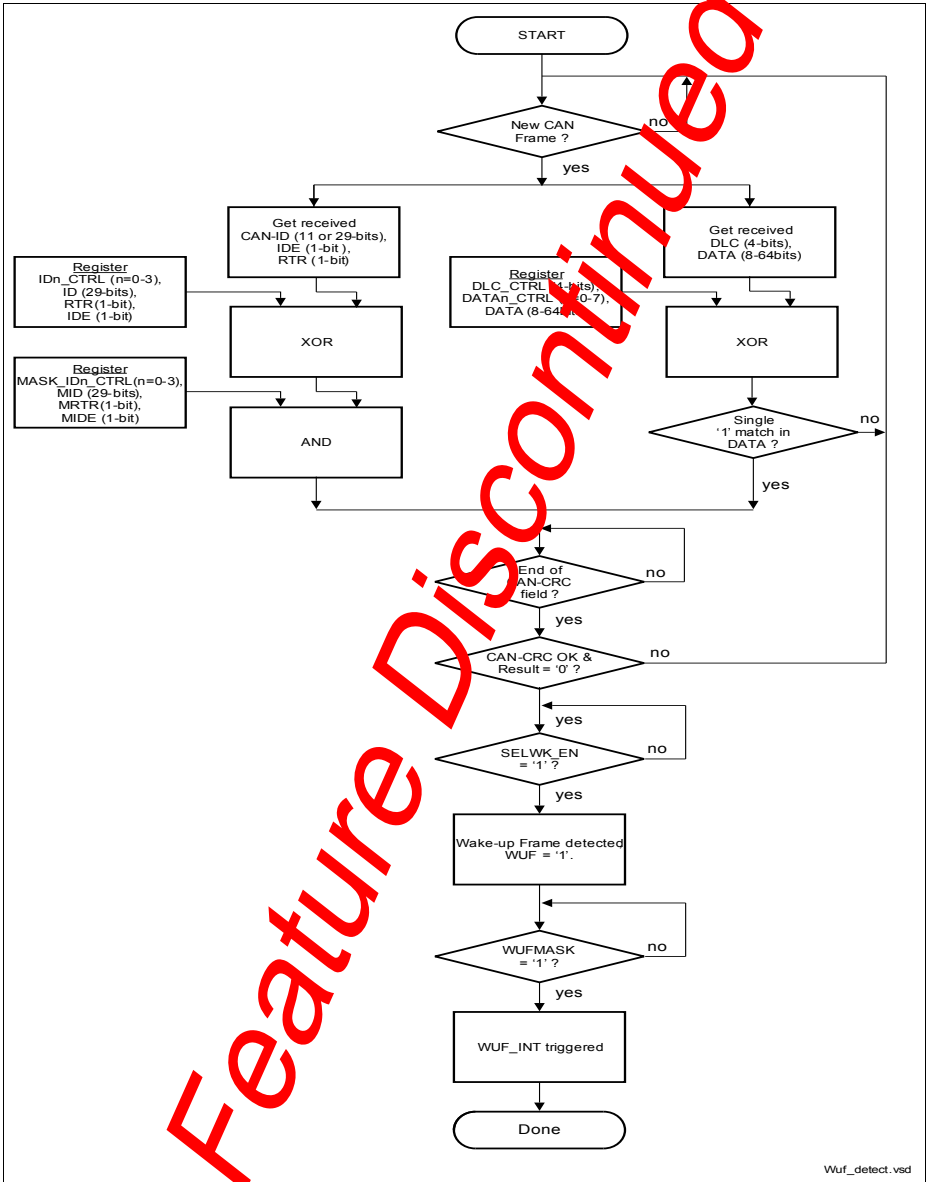 START
New CAN
Frame ?
no
yes
Get received
CAN-ID (11 or 29-bits),
IDE (1-bit ),
RTR (1-bit)
Get received
DLC (4-bits),
DATA (8-64bits)
Register
IDn_CTRL (n=0-3),
ID (29-bits),
RTR(1-bit),
IDE (1-bit)
Register
DLC_CTRL (4-bits),
DATAn_CTRL
DATA
XOR
XOR
Register
MASK_IDn_CTRL(n=0-3),
MID (29-bits),
MRTR(1-bit),
MIDE (1-bit)
AND
Single
‘1’ match in
DATA ?
no
yes
End of
CAN-CRC
field ?
no
yes
CAN-CRC OK &
Result = ‘0’ ?
no
yes
SELWK_EN
= ‘1’ ?
no
yes
Wake-up Frame detected,
WUF = ‘1’.
WUFMASK
= ‘1’ ?
no
yes
WUF_INT triggered
Done
Wuf_detect.vsd
Feature Discontinued